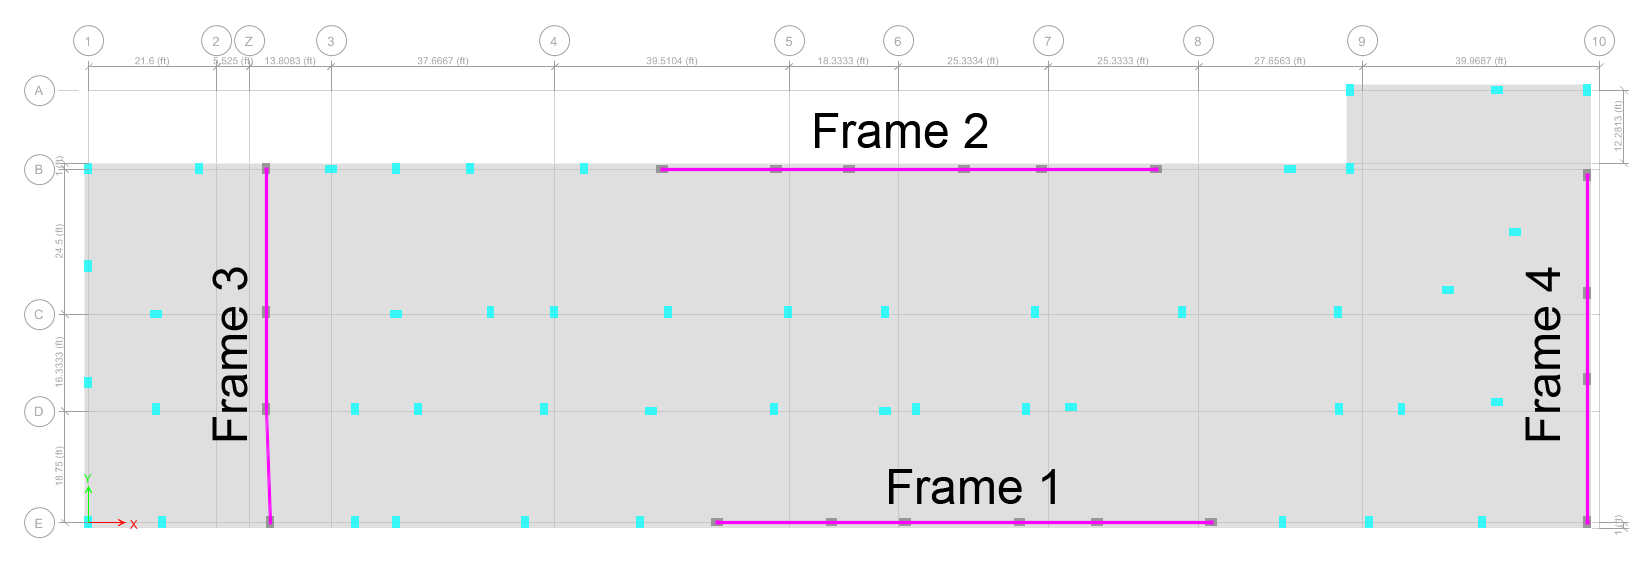 1 2 Z 3 4 5 6 7 8 9 10
21.6 (ft) 5.525 (ft) 13.8083 (ft) 37.6667 (ft) 39.5104 (ft) 18.3333 (ft) 25.3334 (ft) 25.3333 (ft) 27.6563 (ft) 39.9687 (ft)
A
12.2813 (ft)
Frame 2
B
24.5 (ft)
C
Frame 3
Frame 4
16.3333 (ft)
D
18.75 (ft)
Y
Frame 1
E
X
1 (ft)